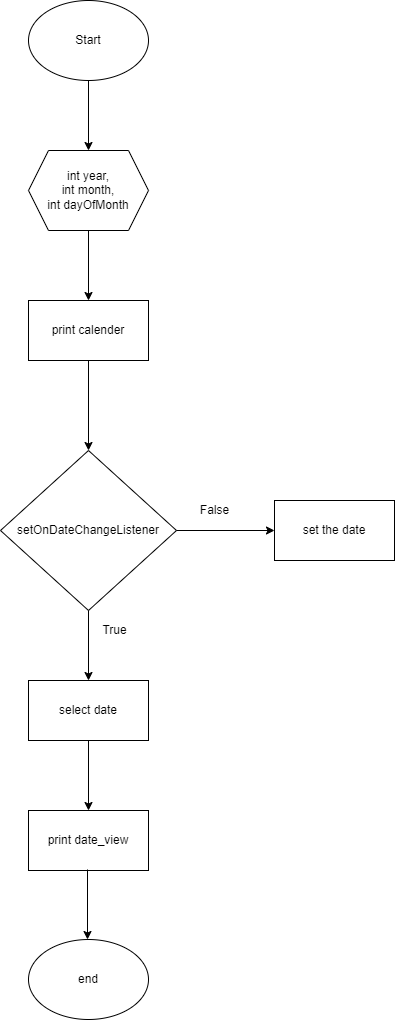 Start
int year,
int month,
int dayOfMonth
print calender
setOnDateChangeListener
False
set the date
True
select date
print date_view
end